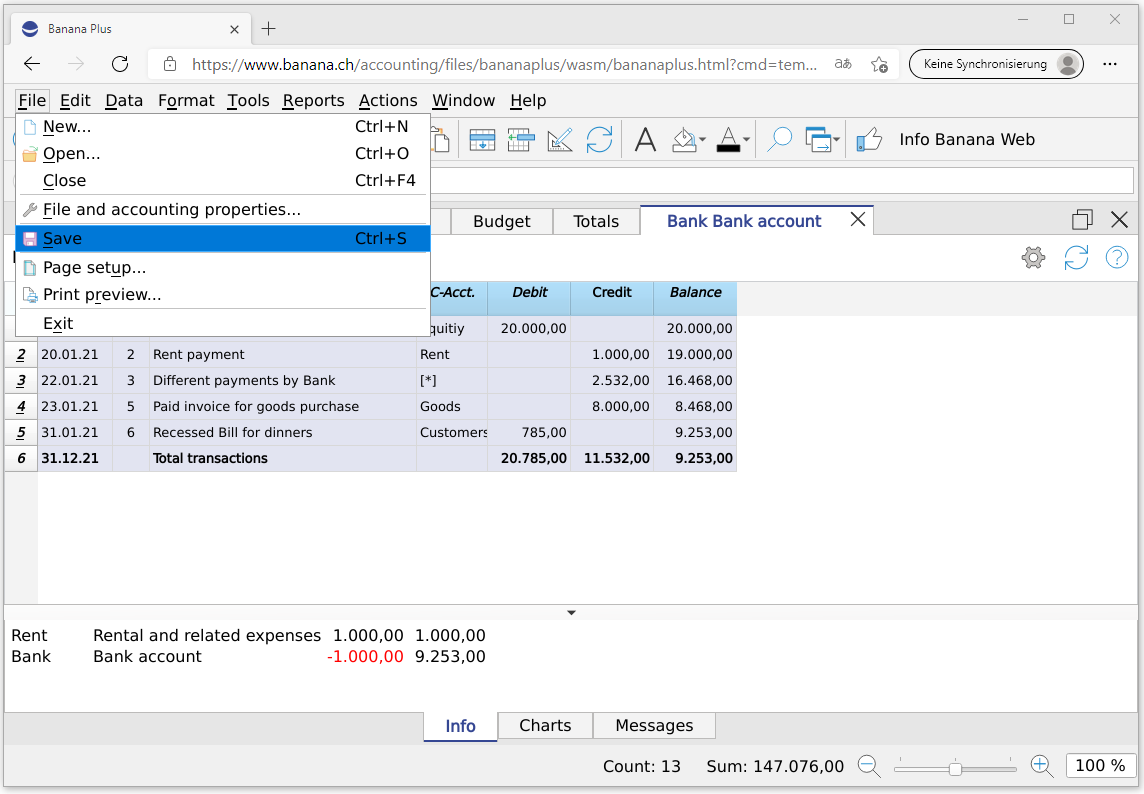 Banana Plus
https://www.banana.ch/accounting/files/bananaplus/wasm/bananaplus.html?cmd=tem... aあ Keine Synchronisierung
File Edit Data Format Tools Reports Actions Window Help
New... Ctrl+N
Open... Ctrl+O
Close Ctrl+F4
File and accounting properties...
Save Ctrl+S
Page setup...
Print preview...
Exit
Info Banana Web
Budget Totals Bank Bank account
C-Acct. Debit Credit Balance
quitiy 20.000,00 20.000,00
2 20.01.21 2 Rent payment Rent 1.000,00 19.000,00
3 22.01.21 3 Different payments by Bank [*] 2.532,00 16.468,00
4 23.01.21 5 Paid invoice for goods purchase Goods 8.000,00 8.468,00
5 31.01.21 6 Recessed Bill for dinners Customers 785,00 9.253,00
6 31.12.21 Total transactions 20.785,00 11.532,00 9.253,00
Rent Rental and related expenses 1.000,00 1.000,00
Bank Bank account -1.000,00 9.253,00
Info Charts Messages
Count: 13 Sum: 147.076,00 100 %